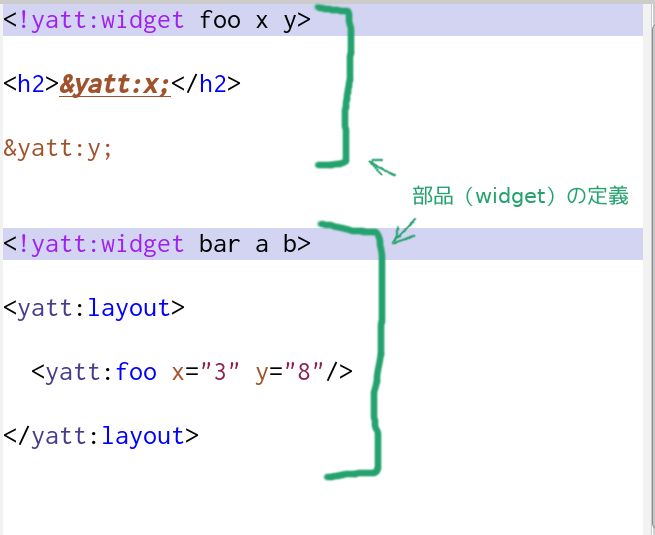 <!yatt:widget foo x y>
<h2>&yatt:x;</h2>
&yatt:y;
部品（widget）の定義
<!yatt:widget bar a b>
<yatt:layout>
<yatt:foo x="3" y="8"/>
</yatt:layout>